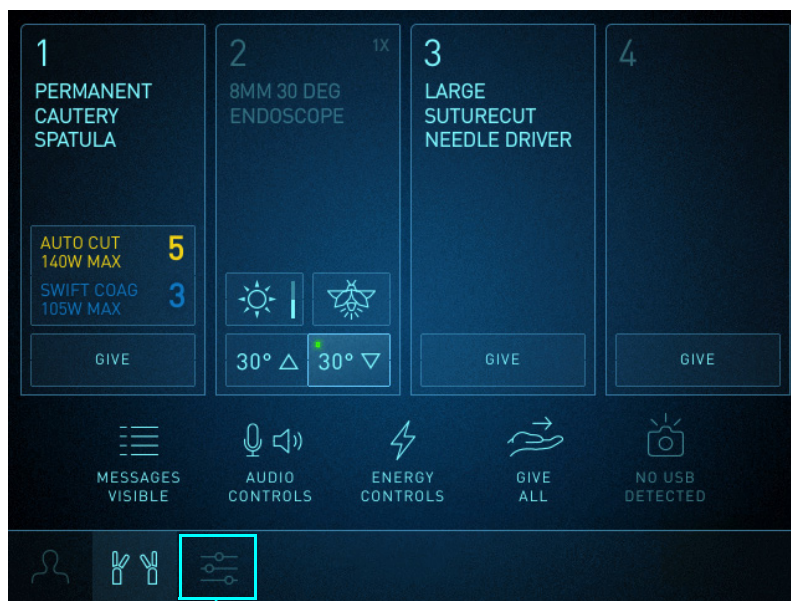 1
PERMANENT
CAUTERY
SPATULA
AUTO CUT
140W MAX
5
SWIFT COAG
105W MAX
3
GIVE
2
1X
8MM 30 DEG
ENDOSCOPE
30° △
30° ▽
3
LARGE
SUTURECUT
NEEDLE DRIVER
GIVE
4
GIVE
MESSAGES
VISIBLE
AUDIO
CONTROLS
ENERGY
CONTROLS
GIVE
ALL
NO USB
DETECTED